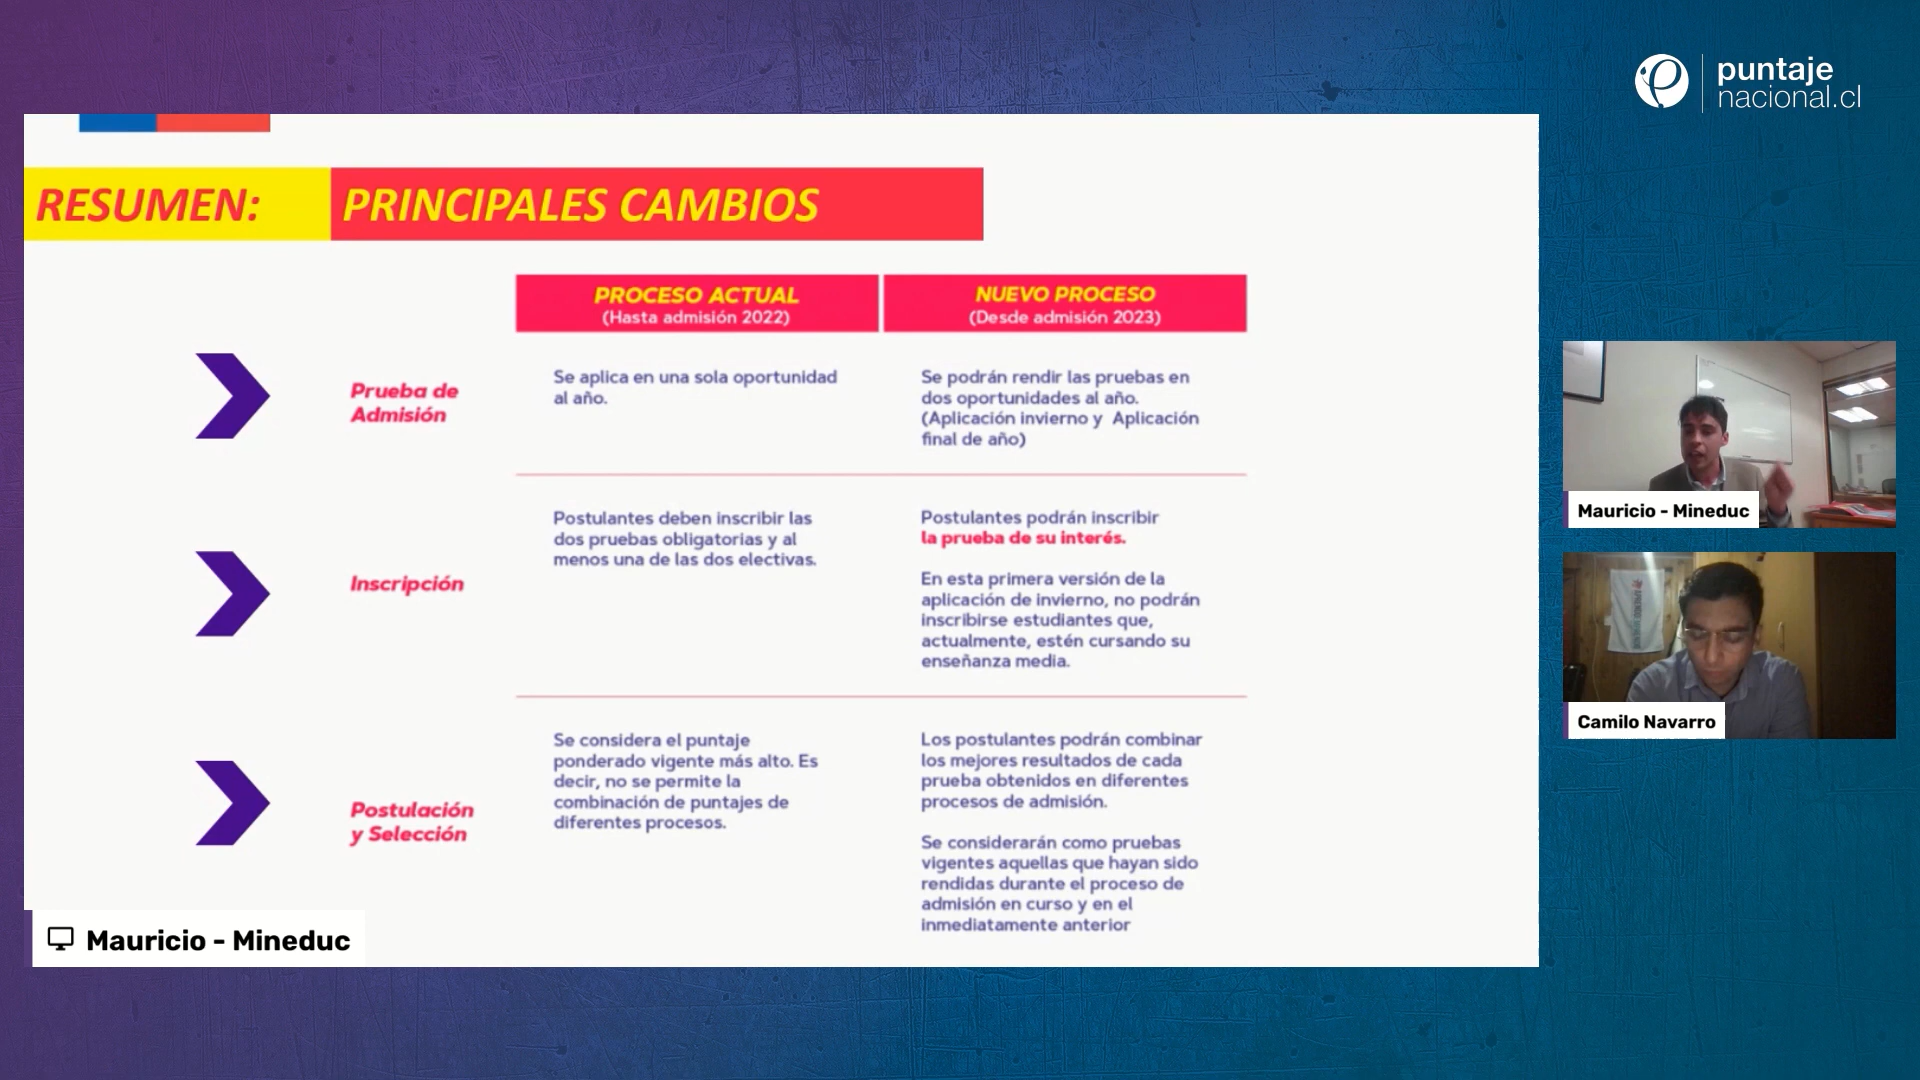 puntaje
nacional.cl
RESUMEN: PRINCIPALES CAMBIOS
PROCESO ACTUAL
(Hasta admisión 2022)
NUEVO PROCESO
(Desde admisión 2023)
Prueba de
Admisión
Se aplica en una sola oportunidad
al año.
Se podrán rendir las pruebas en
dos oportunidades al año.
(Aplicación invierno y Aplicación
final de año)
Inscripción
Postulantes deben inscribir las
dos pruebas obligatorias y al
menos una de las dos electivas.
Postulantes podrán inscribir
la prueba de su interés.
En esta primera versión de la
aplicación de invierno, no podrán
inscribirse estudiantes que,
actualmente, estén cursando su
enseñanza media.
Postulación
y Selección
Se considera el puntaje
ponderado vigente más alto. Es
decir, no se permite la
combinación de puntajes de
diferentes procesos.
Los postulantes podrán combinar
los mejores resultados de cada
prueba obtenidos en diferentes
procesos de admisión.
Se considerarán como pruebas
vigentes aquellas que hayan sido
rendidas durante el proceso de
admisión en curso y en el
inmediatamente anterior
Mauricio - Mineduc
Mauricio - Mineduc
Camilo Navarro